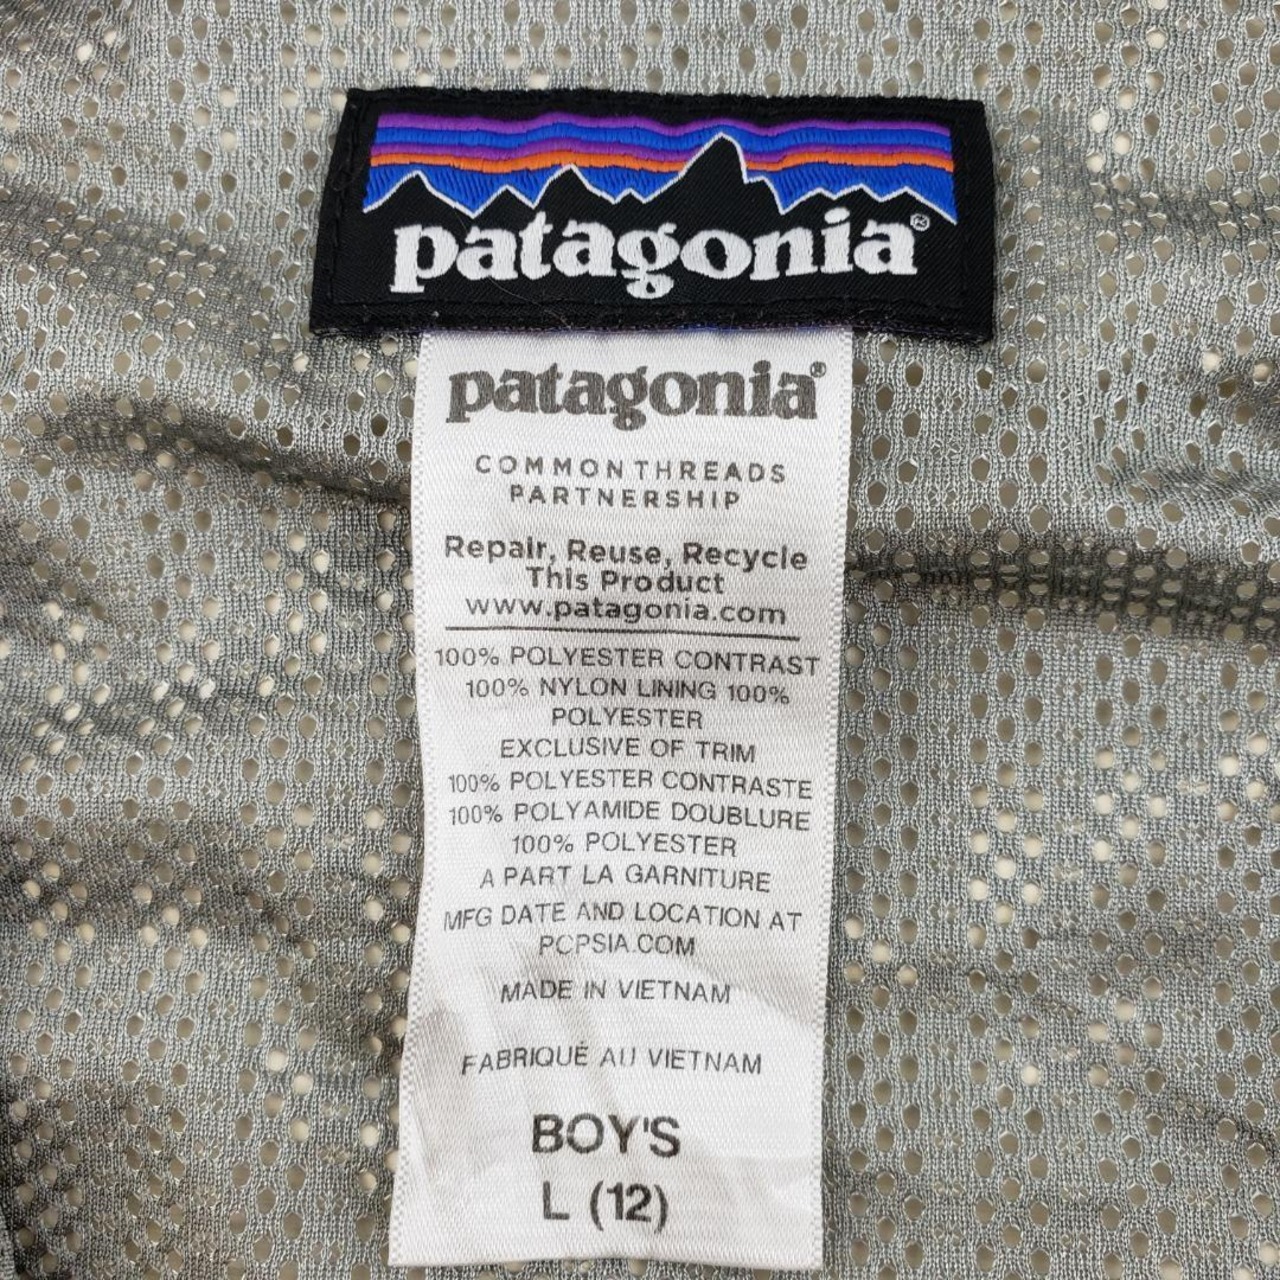 patagonia®
patagonia®
COMMON THREADS
PARTNERSHIP
Repair, Reuse, Recycle
This Product
www.patagonia.com
100% POLYESTER CONTRAST
100% NYLON LINING 100%
POLYESTER
EXCLUSIVE OF TRIM
100% POLYESTER CONTRASTE
100% POLYAMIDE DOUBLURE
100% POLYESTER
A PART LA GARNITURE
MFG DATE AND LOCATION AT
PCPSIA.COM
MADE IN VIETNAM
FABRIQUÉ AU VIETNAM
BOY'S
L (12)